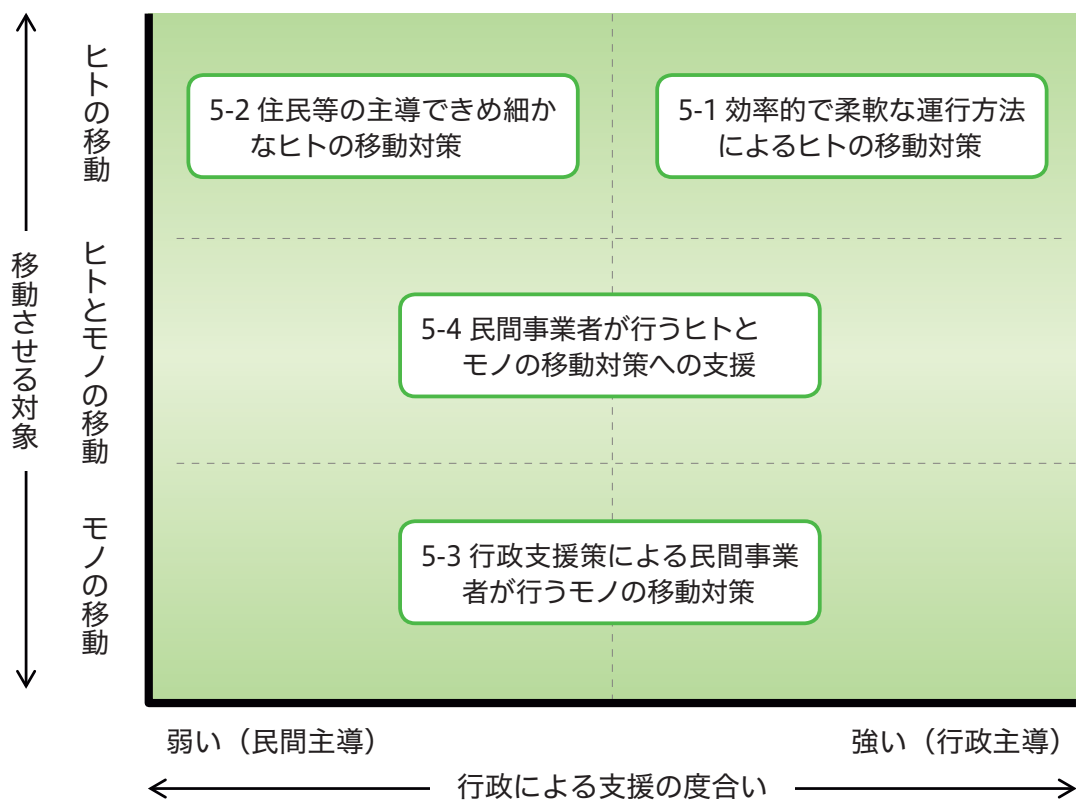 移動させる対象
ヒトの移動
ヒトとモノの移動
モノの移動
5-2 住民等の主導できめ細か
なヒトの移動対策
5-1 効率的で柔軟な運行方法
によるヒトの移動対策
5-4 民間事業者が行うヒトと
モノの移動対策への支援
5-3 行政支援策による民間事業
者が行うモノの移動対策
弱い（民間主導）
強い（行政主導）
行政による支援の度合い